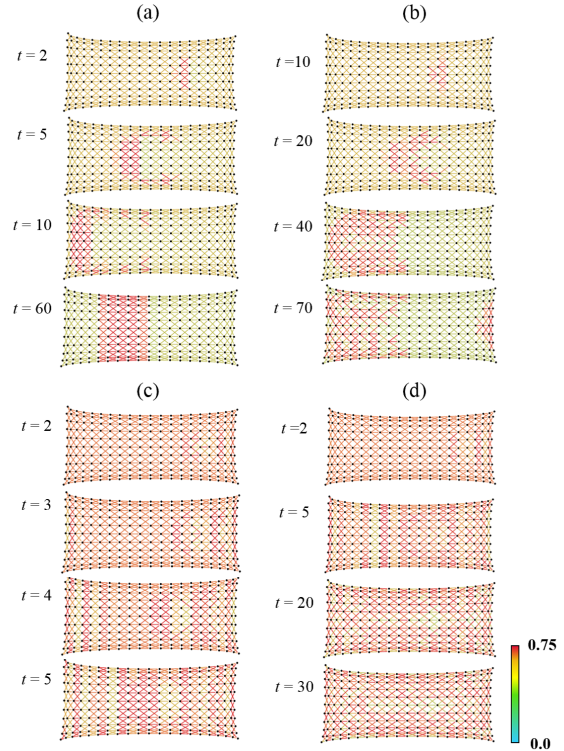 (a)
t = 2
t = 5
t = 10
t = 60
(b)
t =10
t = 20
t = 40
t = 70
(c)
t = 2
t = 3
t = 4
t = 5
(d)
t =2
t = 5
t = 20
t = 30
0.75
0.0